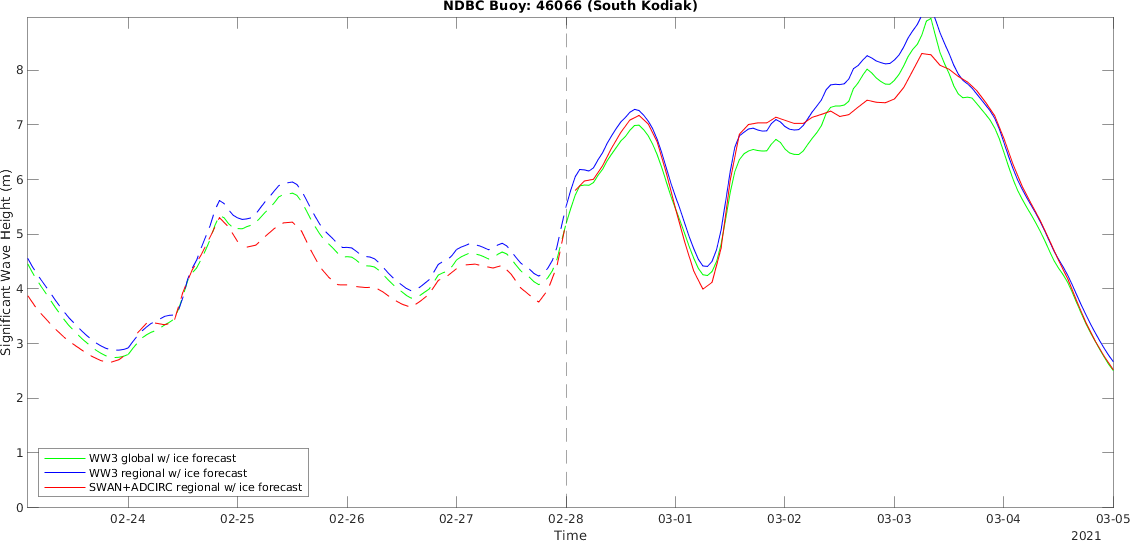 NDBC Buoy: 46066 (South Kodiak)
Significant Wave Height (m)
8
7
6
5
4
3
2
1
0
WW3 global w/ ice forecast
WW3 regional w/ ice forecast
SWAN+ADCIRC regional w/ ice forecast
02-24 02-25 02-26 02-27 02-28 03-01 03-02 03-03 03-04 03-05
Time
2021